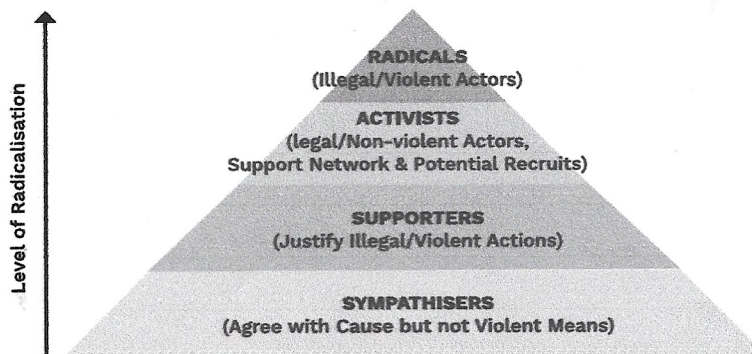 Level of Radicalisation
RADICALS
(Illegal/Violent Actors)
ACTIVISTS
(legal/Non-violent Actors,
Support Network & Potential Recruits)
SUPPORTERS
(Justify Illegal/Violent Actions)
SYMPATHISERS
(Agree with Cause but not Violent Means)